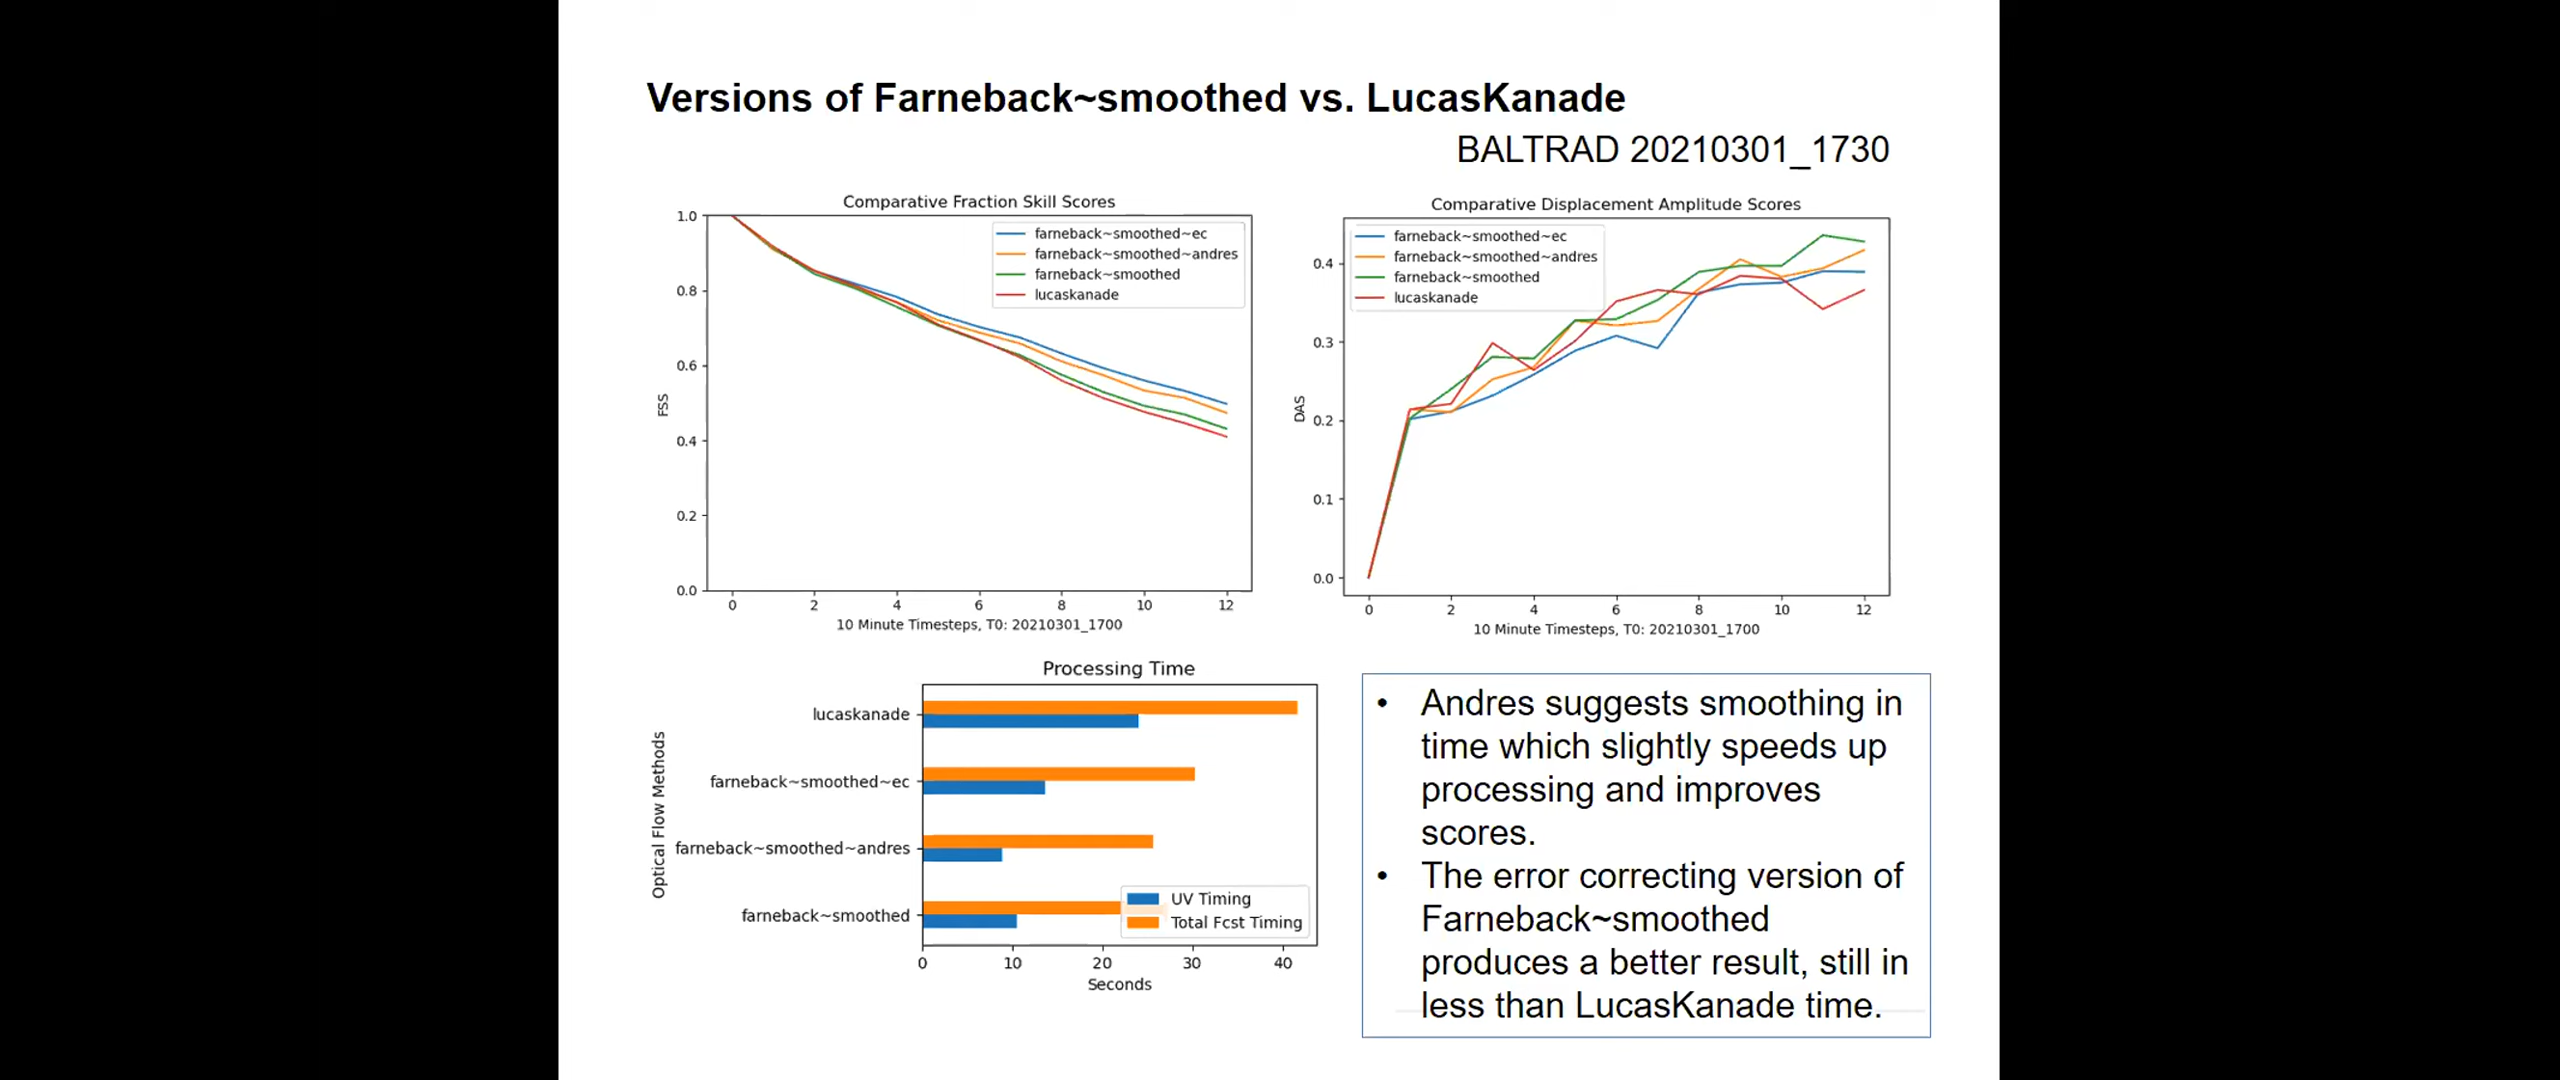 Versions of Farneback~smoothed vs. LucasKanade
BALTRAD 20210301_1730
Comparative Fraction Skill Scores
farneback~smoothed~ec
farneback~smoothed~andres
farneback~smoothed
lucaskanade
1.0
0.8
0.6
0.4
0.2
0.0
FSS
0 2 4 6 8 10 12
10 Minute Timesteps, T0: 20210301_1700
Comparative Displacement Amplitude Scores
farneback~smoothed~ec
farneback~smoothed~andres
farneback~smoothed
lucaskanade
0.4
0.3
0.2
0.1
0.0
DAS
0 2 4 6 8 10 12
10 Minute Timesteps, T0: 20210301_1700
Processing Time
Optical Flow Methods
lucaskanade
farneback~smoothed~ec
farneback~smoothed~andres
farneback~smoothed
UV Timing
Total Fcst Timing
0 10 20 30 40
Seconds
• Andres suggests smoothing in
time which slightly speeds up
processing and improves
scores.
• The error correcting version of
Farneback~smoothed
produces a better result, still in
less than LucasKanade time.